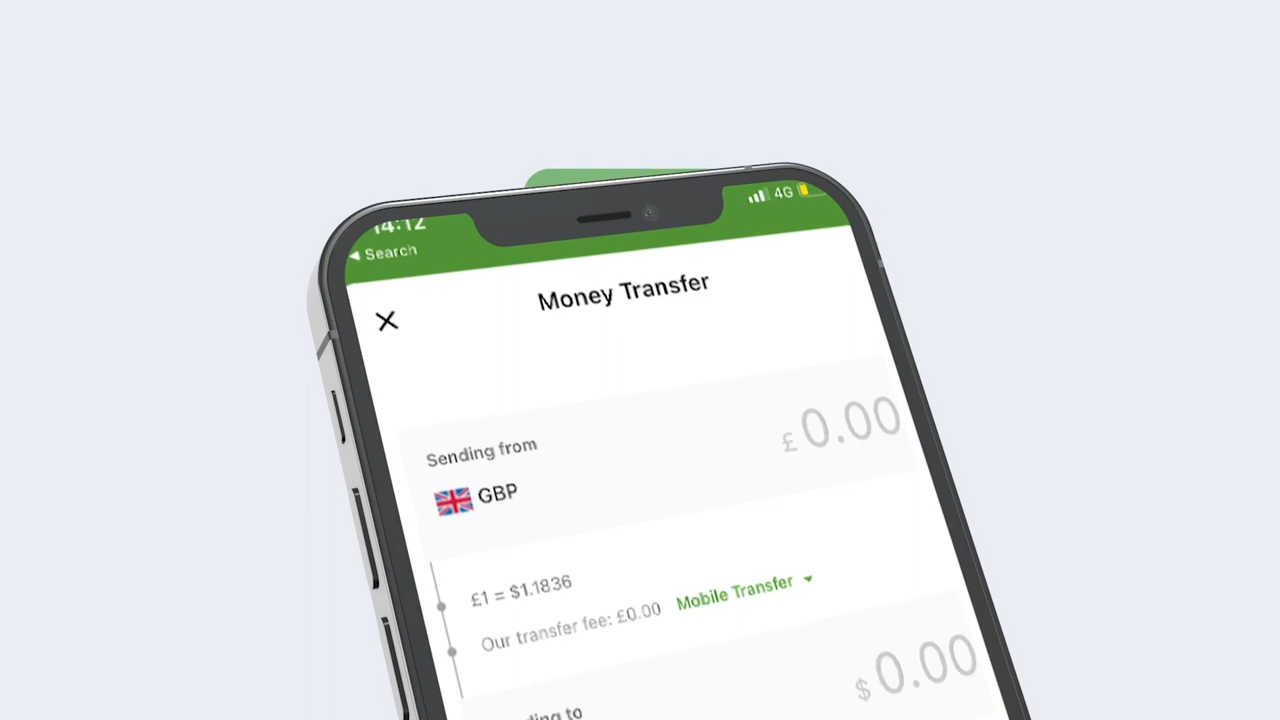 14:12
4G
◀ Search
Money Transfer
Sending from
£ 0.00
GBP
£1 = $1.1836
Our transfer fee: £0.00 Mobile Transfer
$ 0.00
to